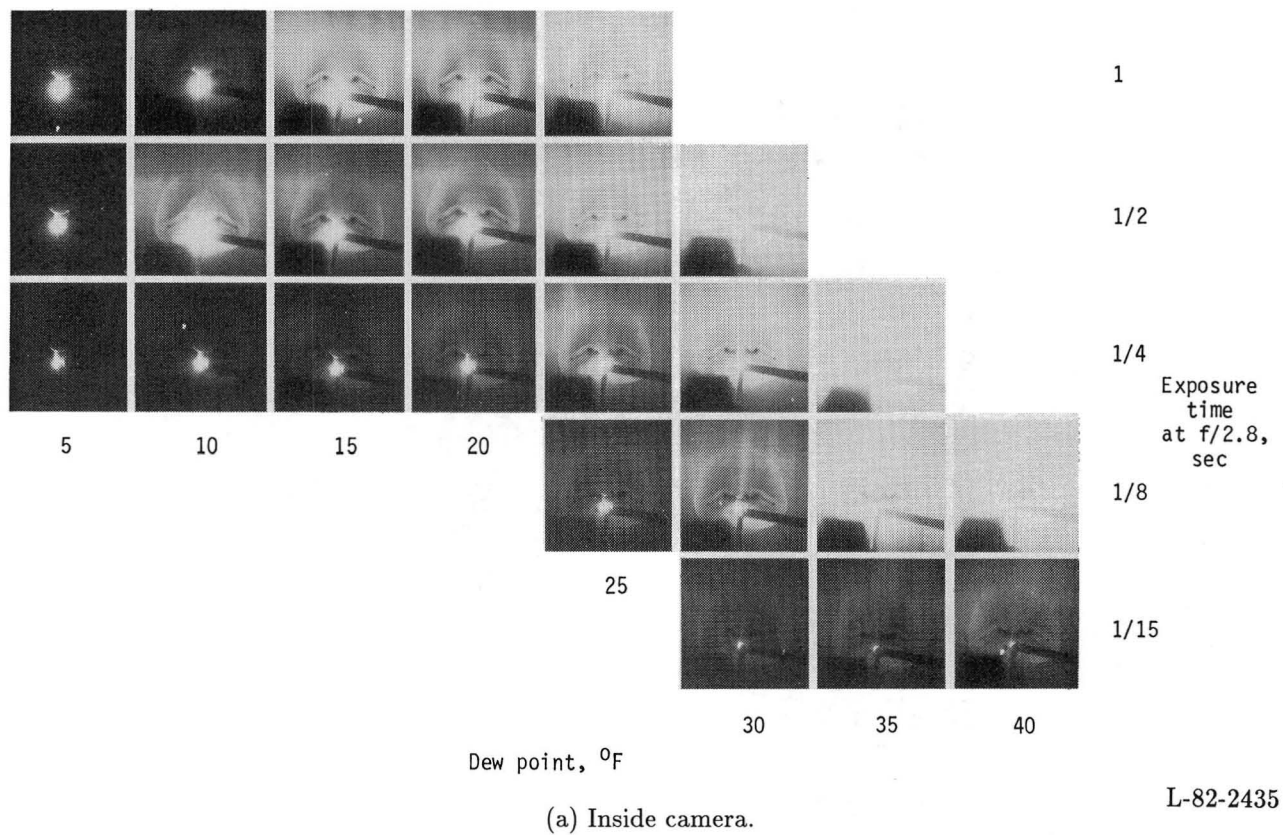 1
1/2
1/4
Exposure
time
at f/2.8,
sec
5 10 15 20
1/8
25
1/15
30 35 40
Dew point, °F
L-82-2435
(a) Inside camera.